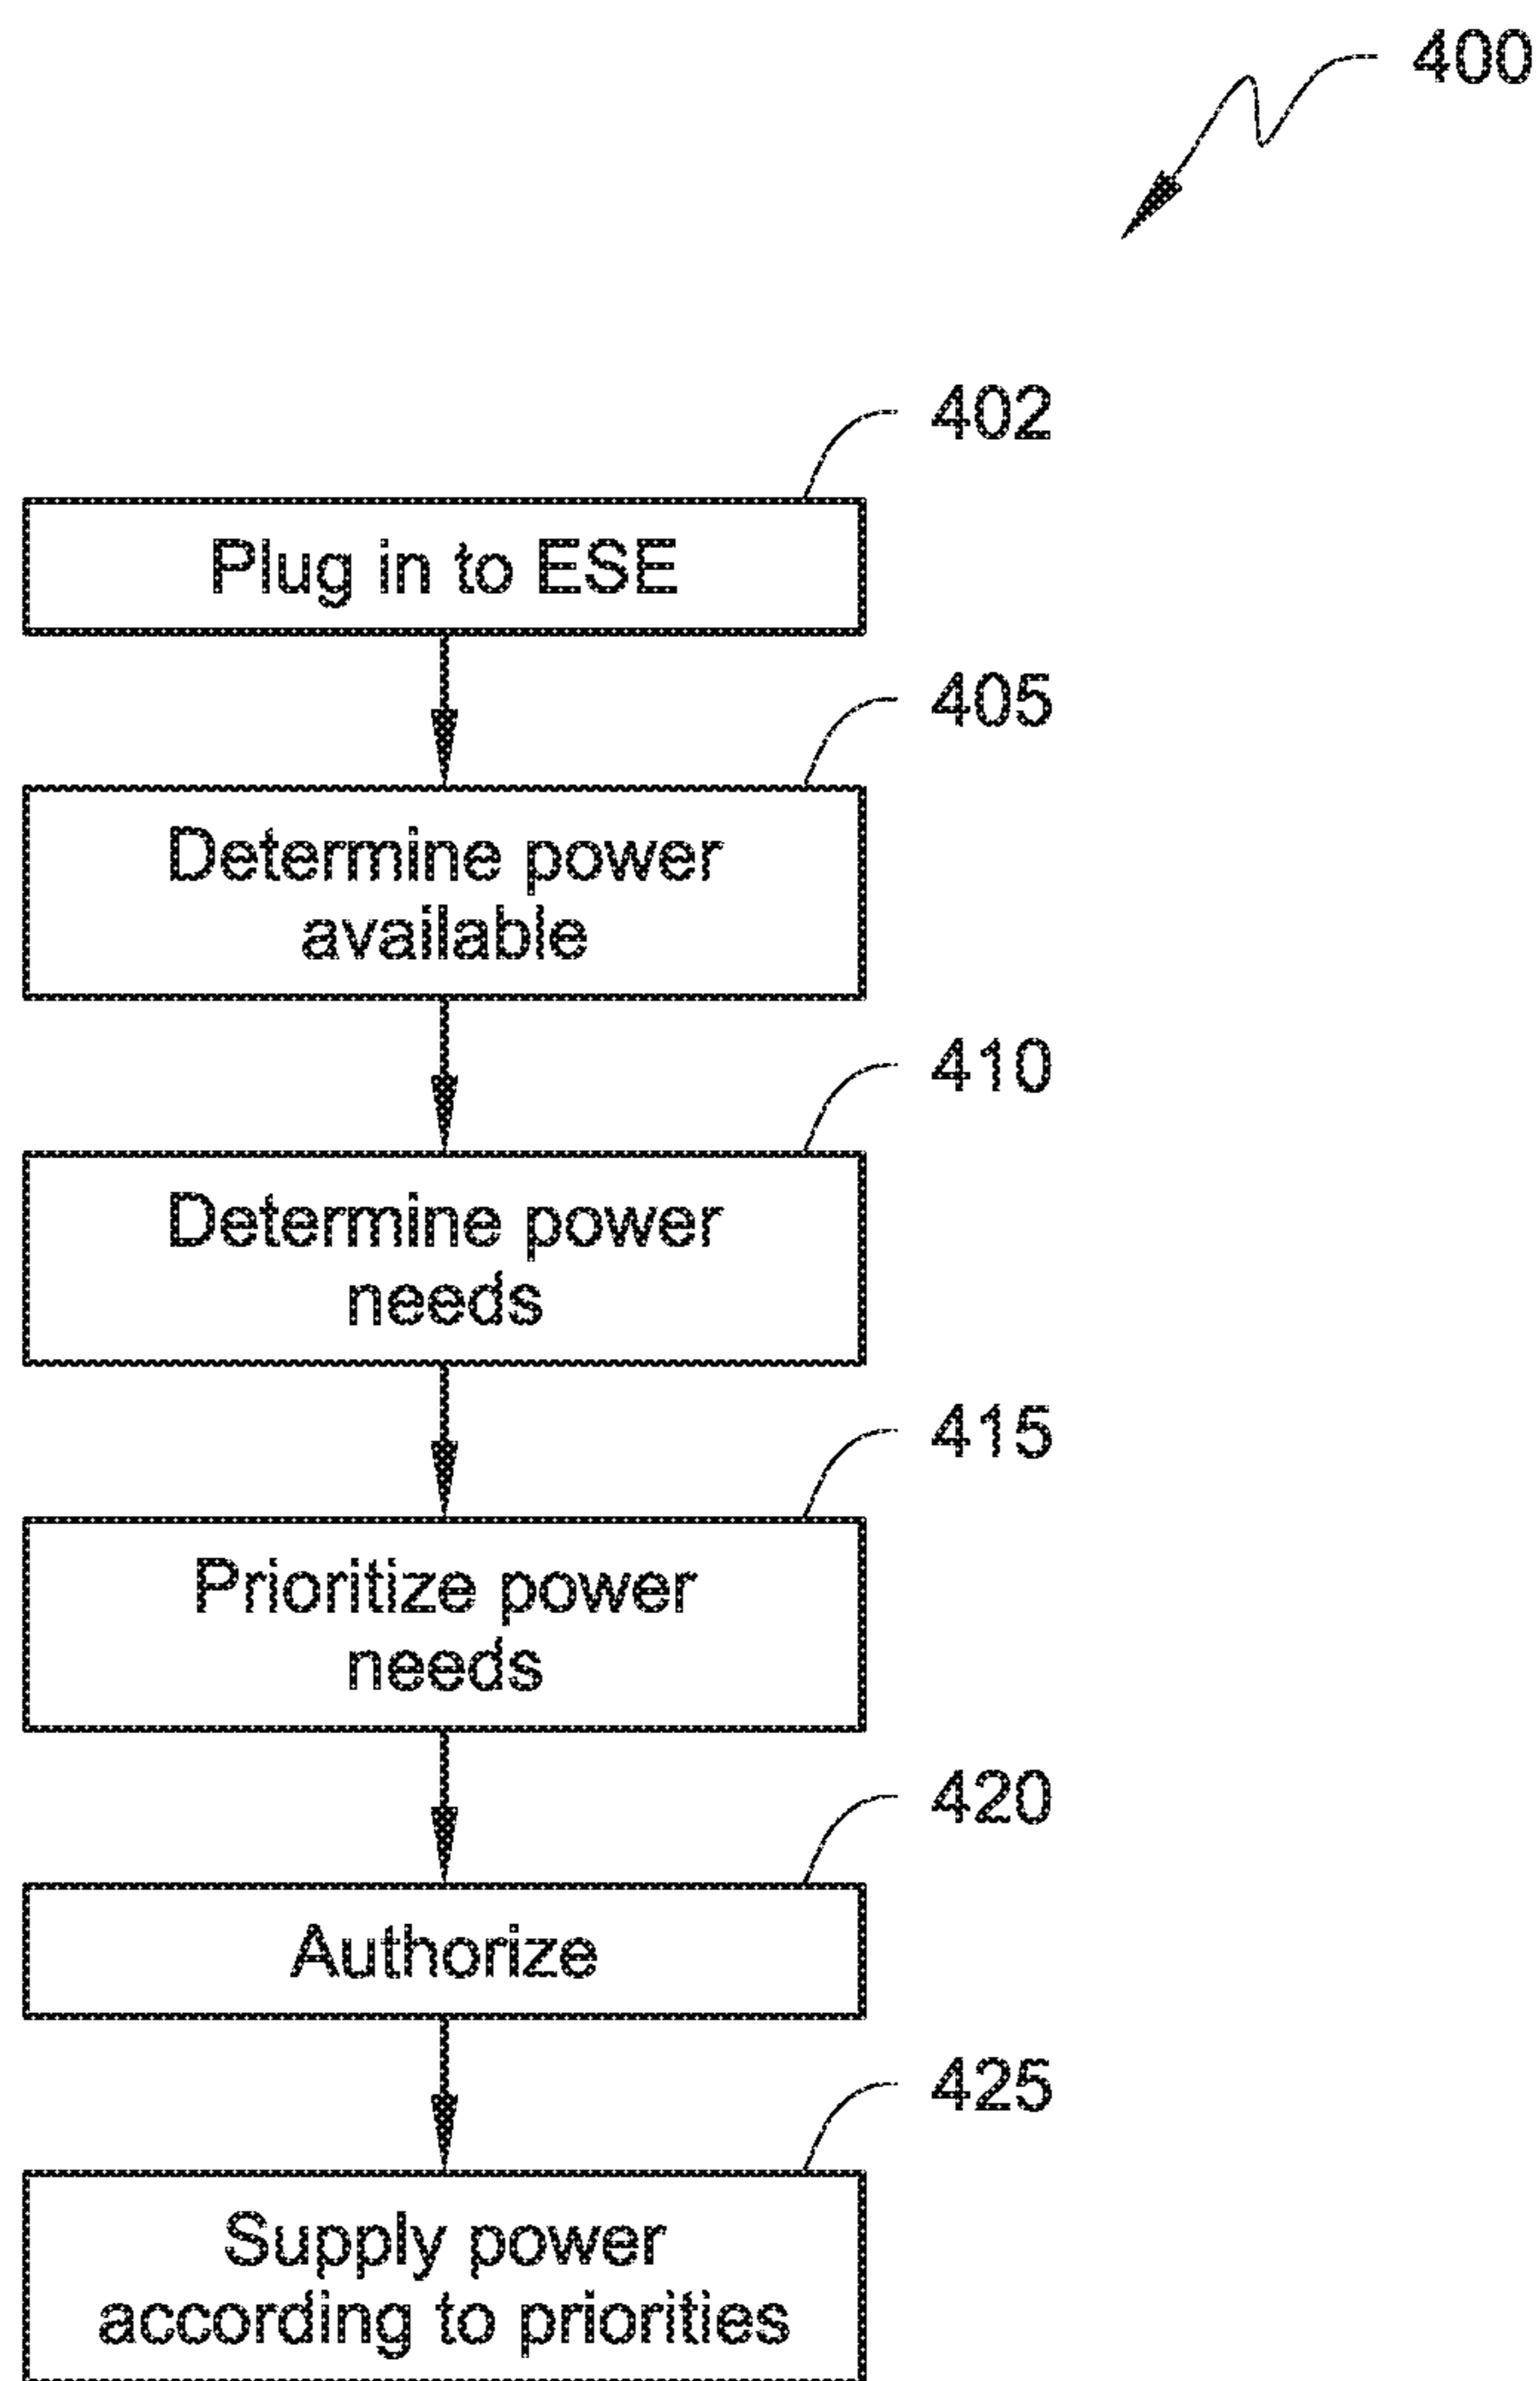 400
402
Plug in to ESE
405
Determine power
available
410
Determine power
needs
415
Prioritize power
needs
420
Authorize
425
Supply power
according to priorities